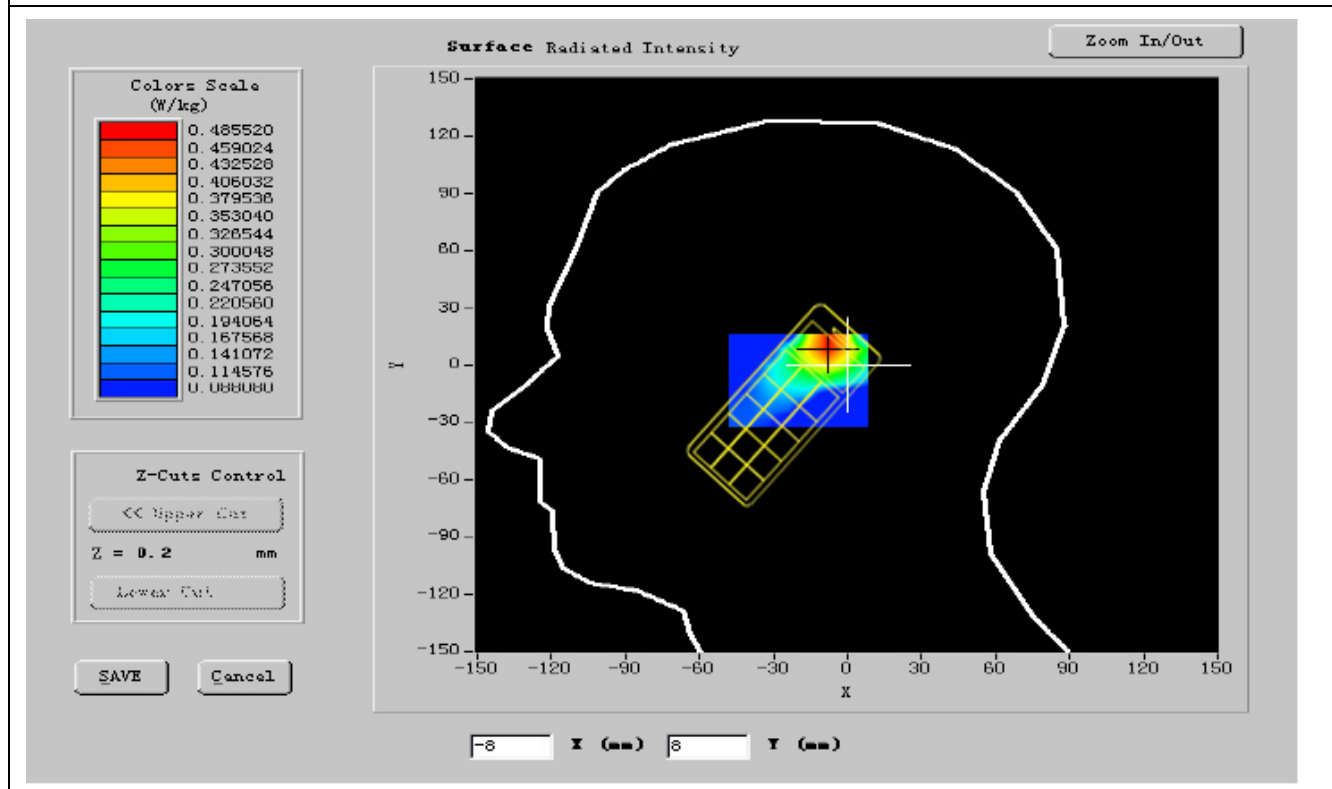 Surface Radiated Intensity
Zoom In/Out
Colors Scale
(W/kg)
0.485520
0.459024
0.432528
0.406032
0.379536
0.353040
0.326544
0.300048
0.273552
0.247056
0.220560
0.194064
0.167568
0.141072
0.114576
0.088080
Z-Cuts Control
<< Upper Cut
Z = 0.2 mm
Lower Cut
SAVE
Cancel
150
120
90
60
30
0
-30
-60
-90
-120
-150
Y
-150 -120 -90 -60 -30 0 30 60 90 120 150
X
-8 X (mm) 8 Y (mm)